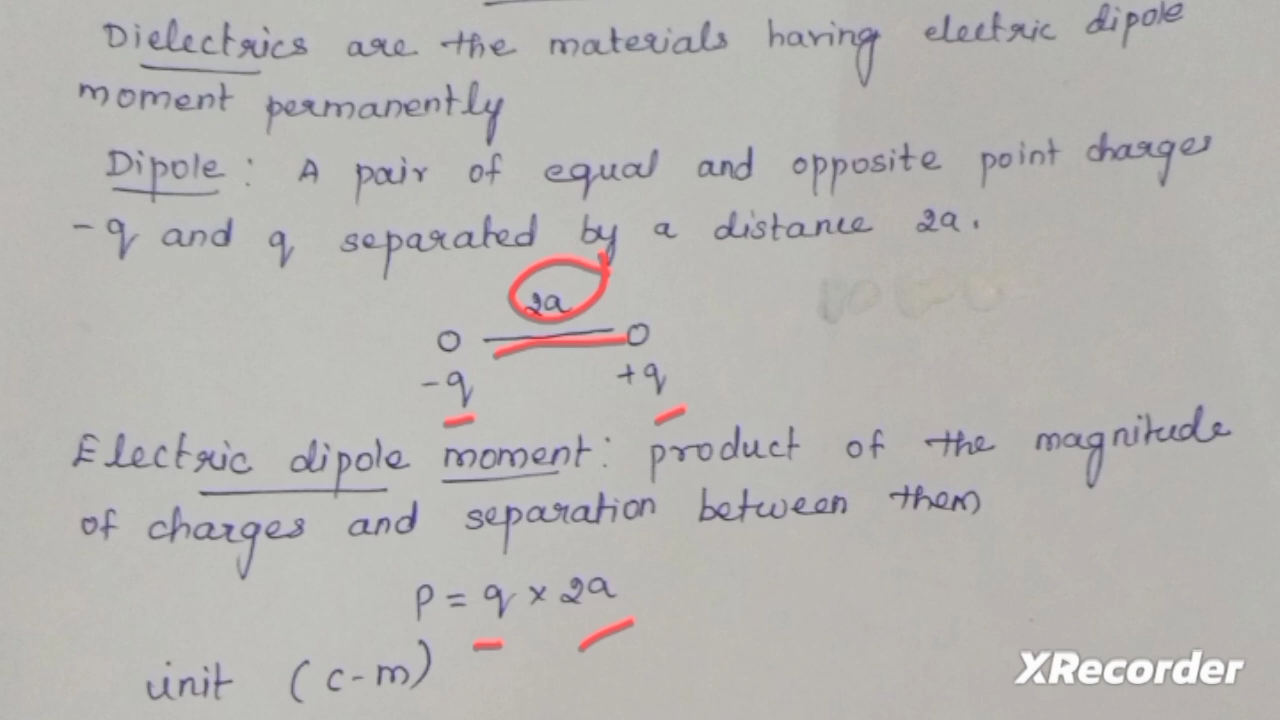 Dielectrics are the materials having electric dipole
moment permanently
Dipole : A pair of equal and opposite point charges
-q and q separated by a distance 2a.
2a
-q +q
Electric dipole moment : product of the magnitude
of charges and separation between them
P = q × 2a
unit (c-m)
XRecorder